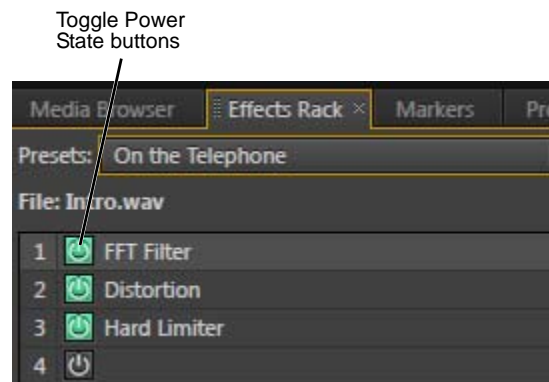 Toggle Power
State buttons
Media Browser Effects Rack × Markers Pr
Presets: On the Telephone
File: Intro.wav
1 FFT Filter
2 Distortion
3 Hard Limiter
4